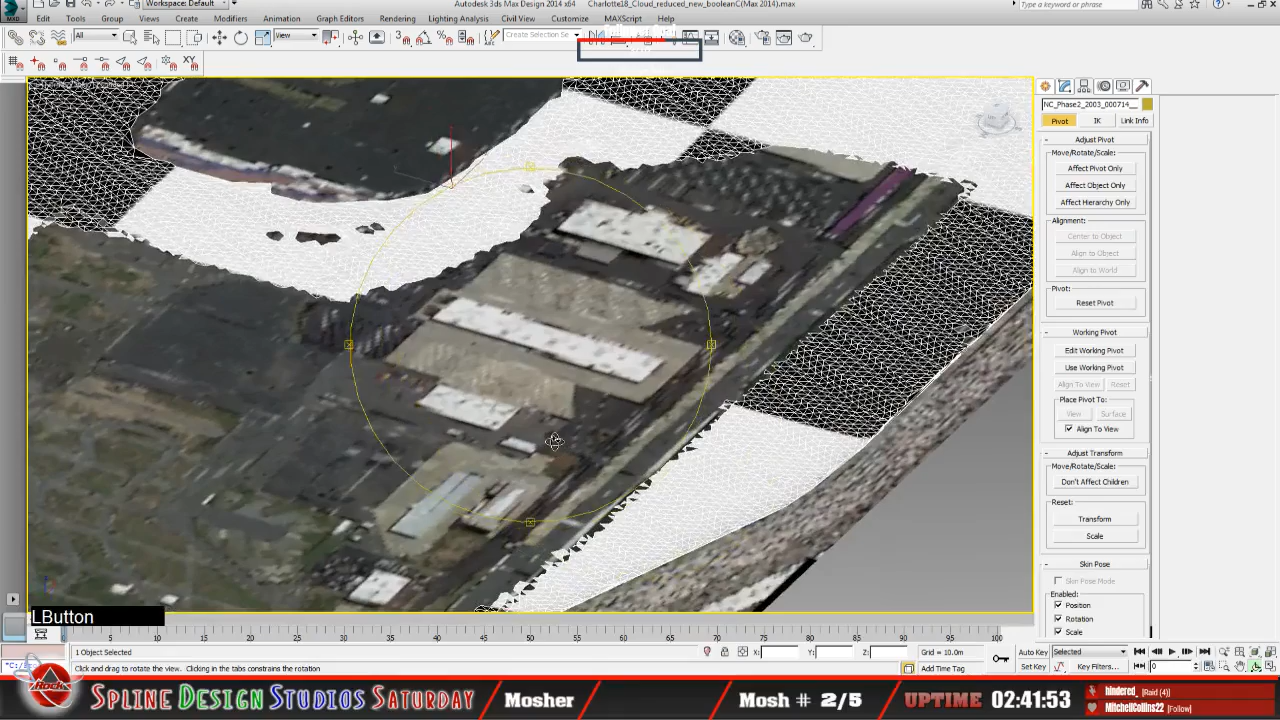 Autodesk 3ds Max Design 2014 x64
Charlotte18_Cloud_reduced_new_booleanC(Max 2014).max
Type a keyword or phrase
Workspace: Default
Edit Tools Group Views Create Modifiers Animation Graph Editors Rendering Lighting Analysis Civil View Customize MAXScript Help
All View Create Selection Se
XY
NC_Phase2_2003_000714__
Pivot IK Link Info
Adjust Pivot
Move/Rotate/Scale:
Affect Pivot Only
Affect Object Only
Affect Hierarchy Only
Alignment:
Center to Object
Align to Object
Align to World
Pivot:
Reset Pivot
Working Pivot
Edit Working Pivot
Use Working Pivot
Align To View Reset
Place Pivot To:
View Surface
Align To View
Adjust Transform
Move/Rotate/Scale:
Don't Affect Children
Reset:
Transform
Scale
Skin Pose
Skin Pose Mode
Enabled:
Position
Rotation
Scale
LButton
5 10 15 20 25 30 35 40 45 50 55 60 65 70 75 80 85 90 95 100
1 Object Selected X: Y: Z: Grid = 10.0m Auto Key Selected
Click and drag to rotate the view. Clicking in the tabs constrains the rotation Add Time Tag Set Key Key Filters... 0
SPLINE DESIGN STUDIOS SATURDAY Mosher Mosh # 2/5 UPTIME 02:41:53
hindered_ [Raid (4)]
MitchellCollins22 [Follow]